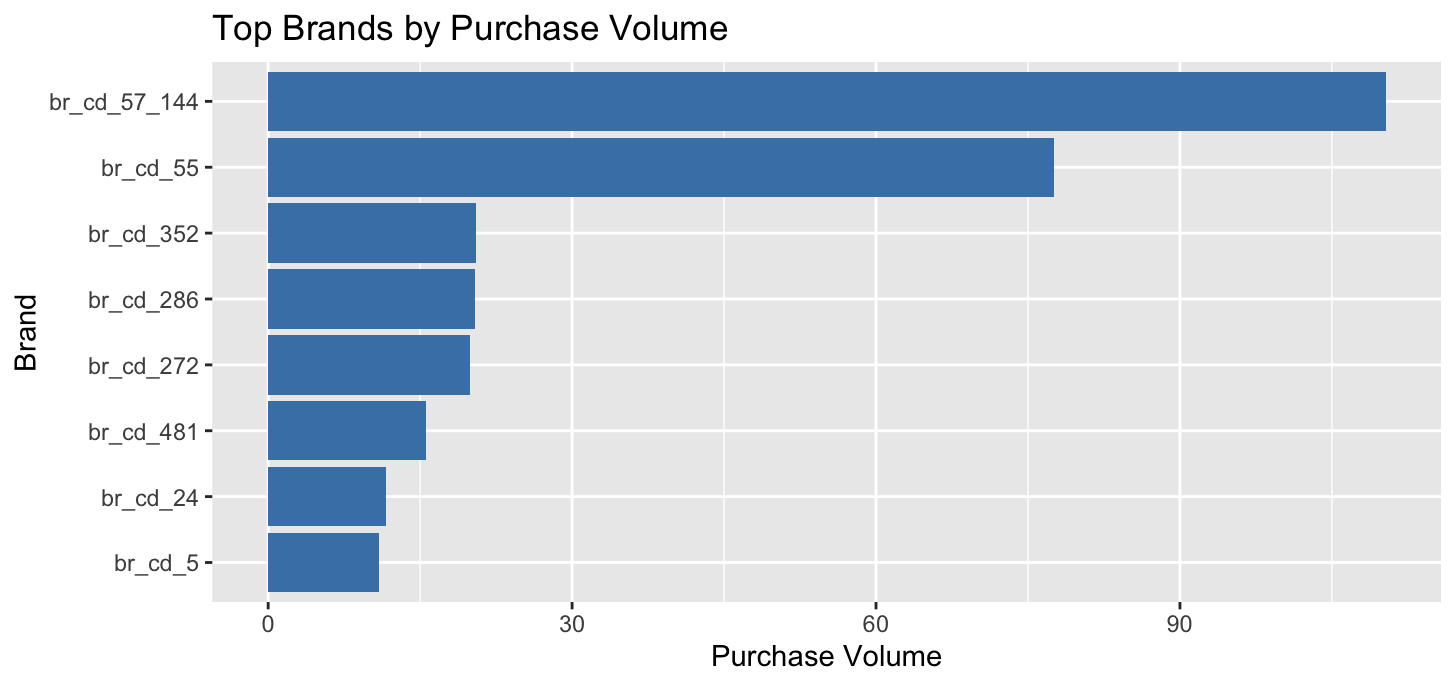 Top Brands by Purchase Volume
br_cd_57_144
br_cd_55
br_cd_352
br_cd_286
br_cd_272
br_cd_481
br_cd_24
br_cd_5
Brand
0 30 60 90
Purchase Volume